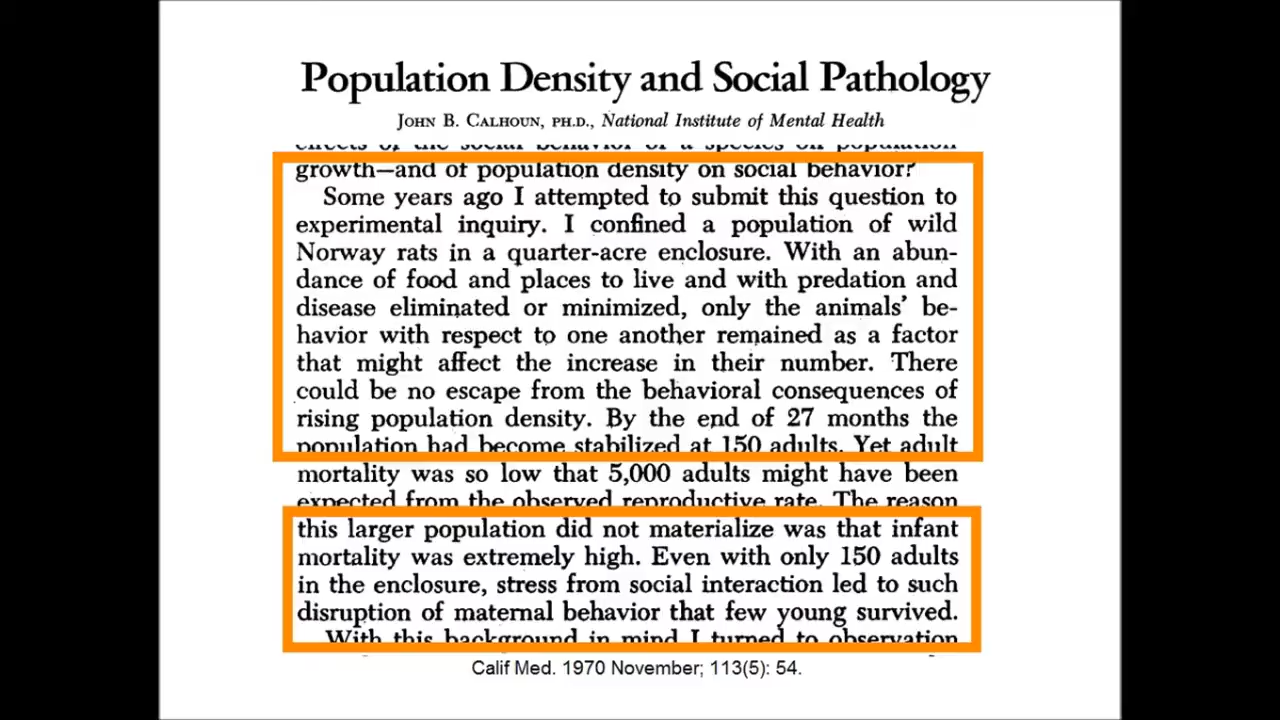 Population Density and Social Pathology
JOHN B. CALHOUN, PH.D., National Institute of Mental Health
effects of the social behavior of a species on population
growth—and of population density on social behavior?
Some years ago I attempted to submit this question to
experimental inquiry. I confined a population of wild
Norway rats in a quarter-acre enclosure. With an abun-
dance of food and places to live and with predation and
disease eliminated or minimized, only the animals' be-
havior with respect to one another remained as a factor
that might affect the increase in their number. There
could be no escape from the behavioral consequences of
rising population density. By the end of 27 months the
population had become stabilized at 150 adults. Yet adult
mortality was so low that 5,000 adults might have been
expected from the observed reproductive rate. The reason
this larger population did not materialize was that infant
mortality was extremely high. Even with only 150 adults
in the enclosure, stress from social interaction led to such
disruption of maternal behavior that few young survived.
With this background in mind I turned to observation
Calif Med. 1970 November; 113(5): 54.